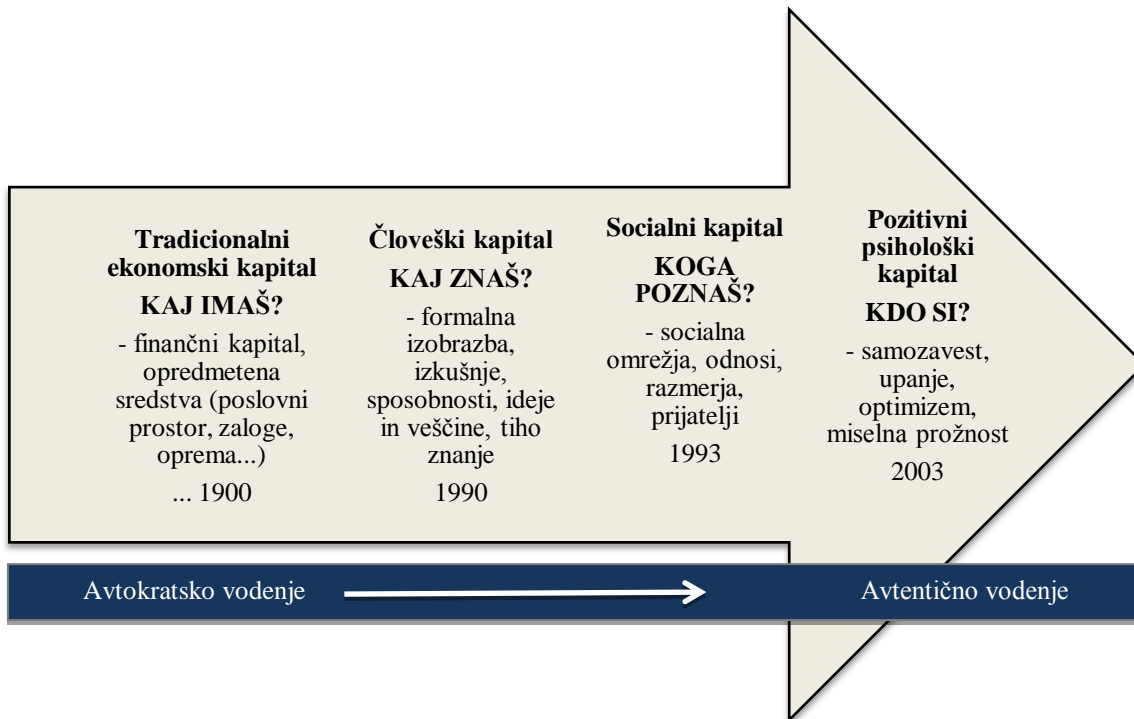 Tradicionalni
ekonomski kapital
KAJ IMAŠ?
- finančni kapital,
opredmetena
sredstva (poslovni
prostor, zaloge,
oprema...)
... 1900
Človeški kapital
KAJ ZNAŠ?
- formalna
izobrazba,
izkušnje,
sposobnosti, ideje
in veščine, tiho
znanje
1990
Socialni kapital
KOGA
POZNAŠ?
- socialna
omrežja, odnosi,
razmerja,
prijatelji
1993
Pozitivni
psihološki
kapital
KDO SI?
- samozavest,
upanje,
optimizem,
miselna prožnost
2003
Avtokratsko vodenje
Avtentično vodenje